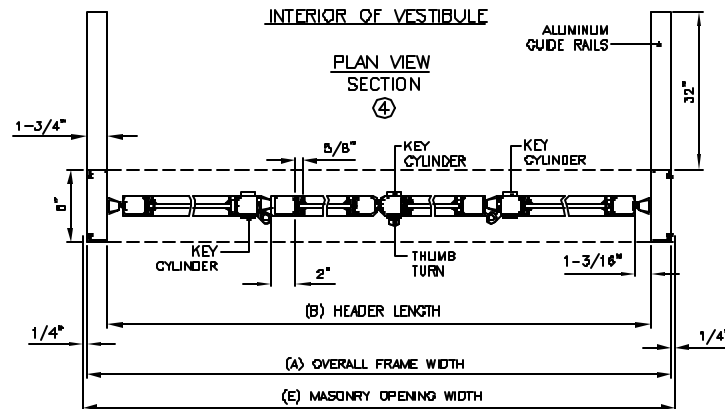 INTERIOR OF VESTIBULE
PLAN VIEW
SECTION
4
ALUMINUM
GUIDE RAILS
32"
1-3/4"
5/8"
KEY
CYLINDER
KEY
CYLINDER
8"
KEY
CYLINDER
2"
THUMB
TURN
1-3/16"
(B) HEADER LENGTH
1/4"
1/4"
(A) OVERALL FRAME WIDTH
(E) MASONRY OPENING WIDTH